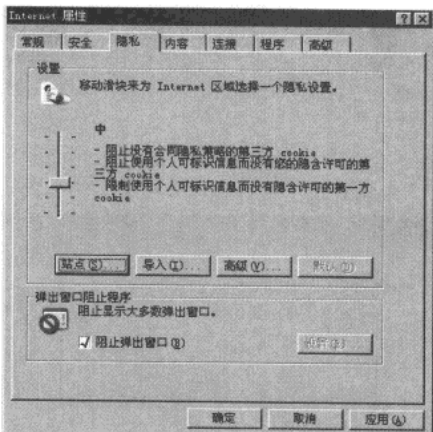 Internet 属性
常规 安全 隐私 内容 连接 程序 高级
设置
移动滑块来为 Internet 区域选择一个隐私设置。
中
- 阻止没有合同隐私策略的第三方 cookie
- 阻止使用个人可标识信息而没有您的隐含许可的第
三方 cookie
- 限制使用个人可标识信息而没有隐含许可的第一方
cookie
站点(S)... 导入(I)... 高级(V)... 默认(D)
弹出窗口阻止程序
阻止显示大多数弹出窗口。
阻止弹出窗口(B) 设置(E)...
确定 取消 应用(A)